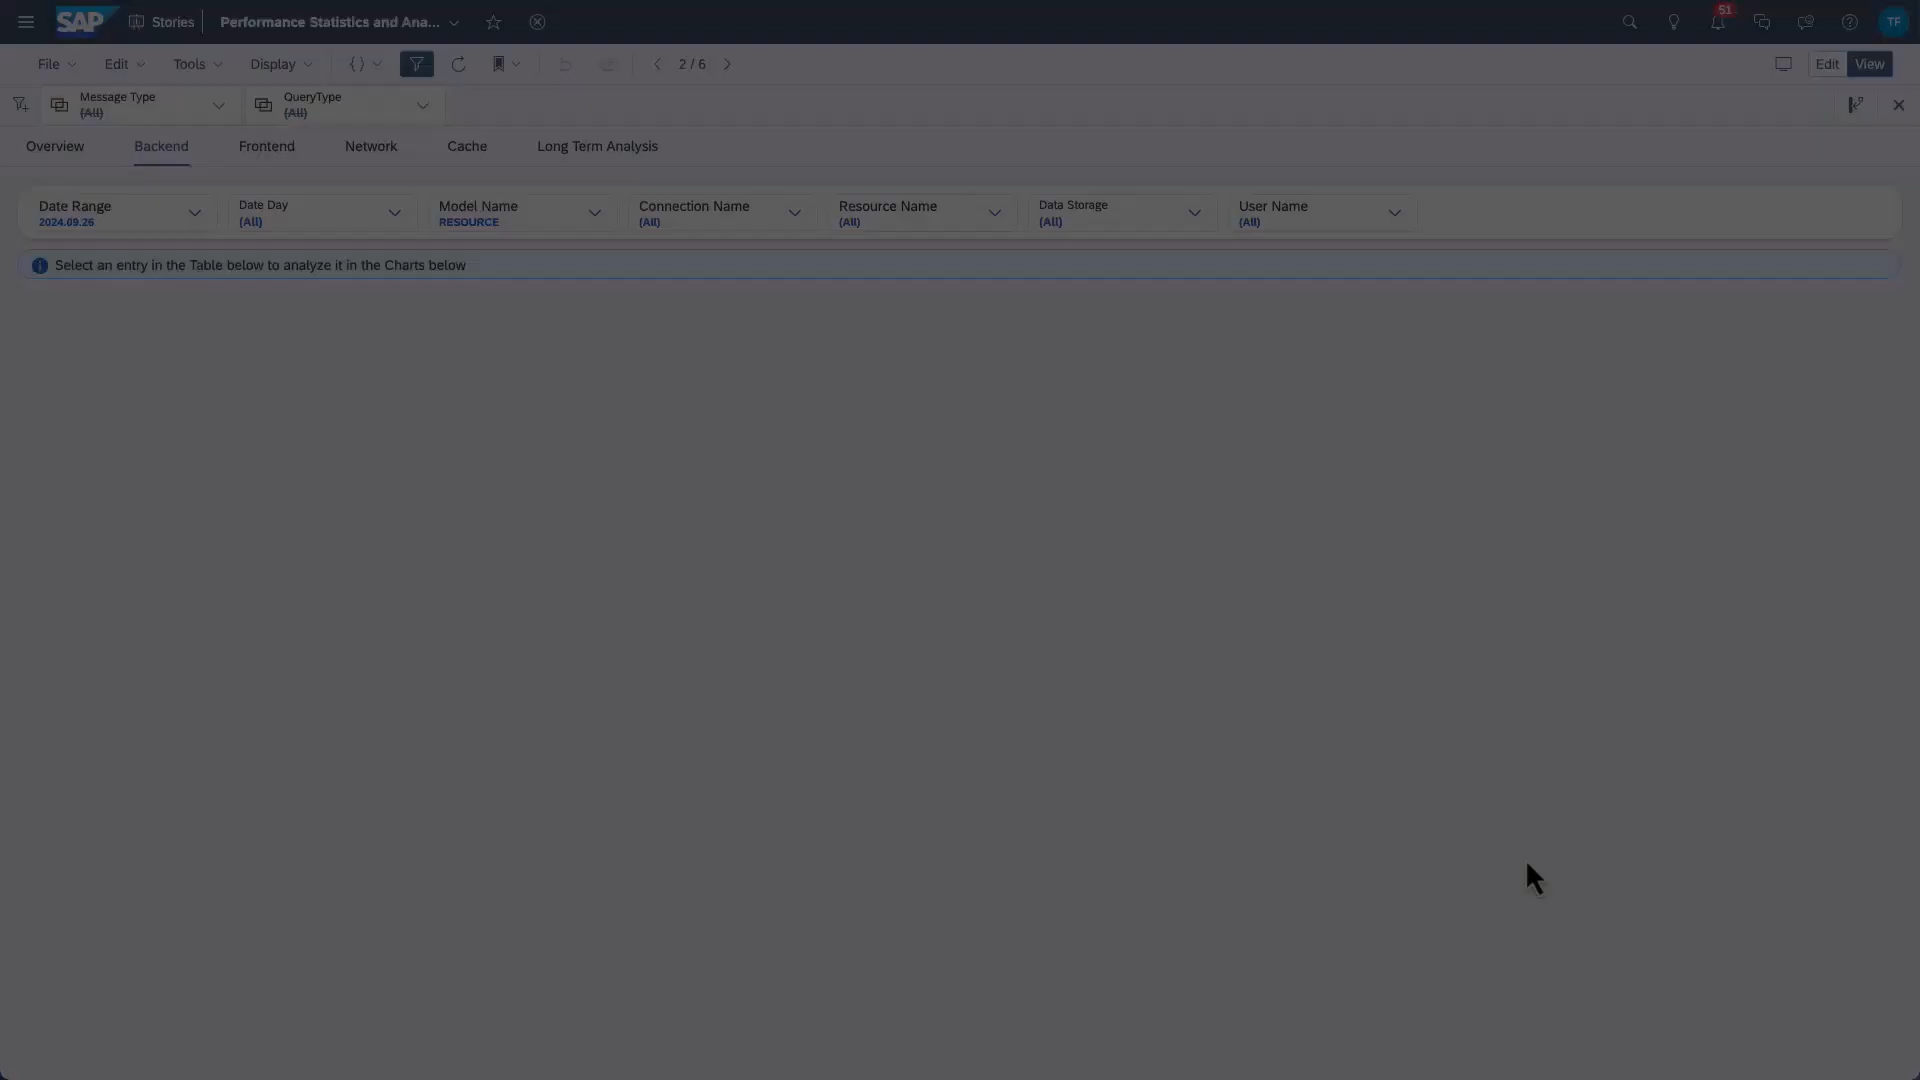 SAP Stories Performance Statistics and Ana... 51 TF
File Edit Tools Display { } 2 / 6 Edit View
Message Type QueryType
(All) (All)
Overview Backend Frontend Network Cache Long Term Analysis
Date Range Date Day Model Name Connection Name Resource Name Data Storage User Name
2024.09.26 (All) RESOURCE (All) (All) (All) (All)
Select an entry in the Table below to analyze it in the Charts below